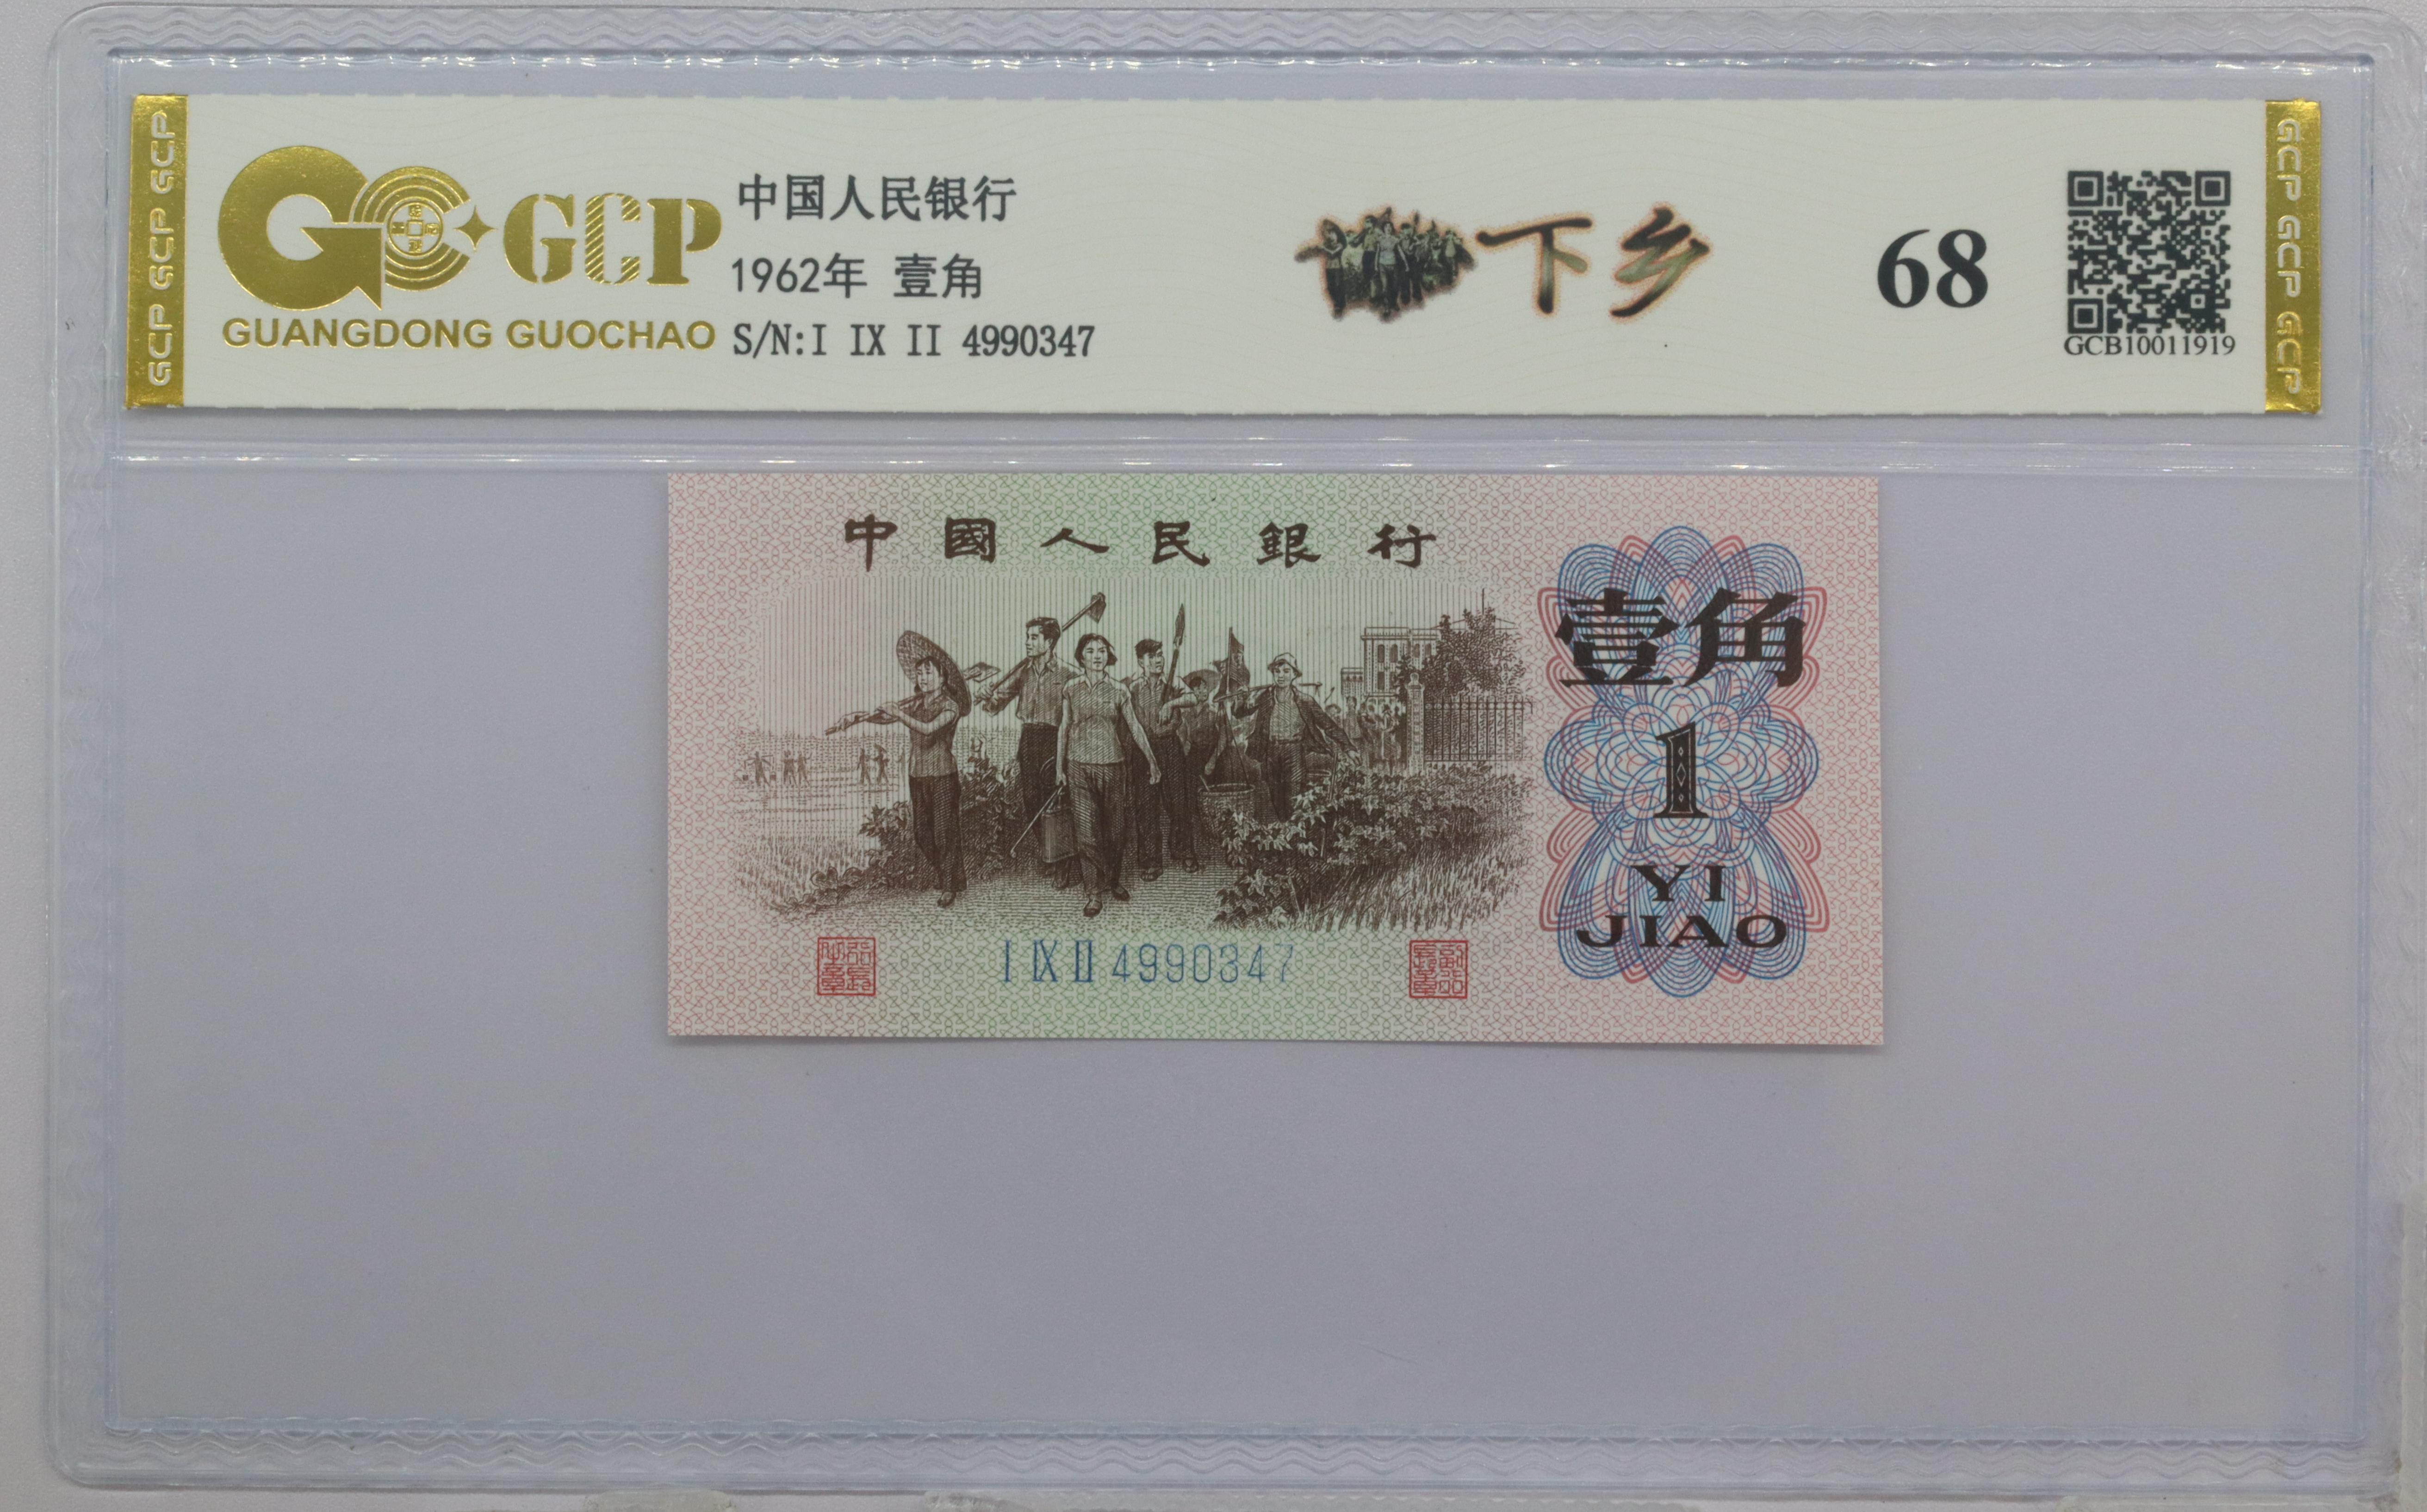 GCP GCP GCP
GCP
GUANGDONG GUOCHAO
中国人民银行
1962年 壹角
S/N:I IX II 4990347
下乡
68
GCB10011919
GCP GCP GCP
中國人民銀行
壹角
1
YI
JIAO
I IX II 4990347